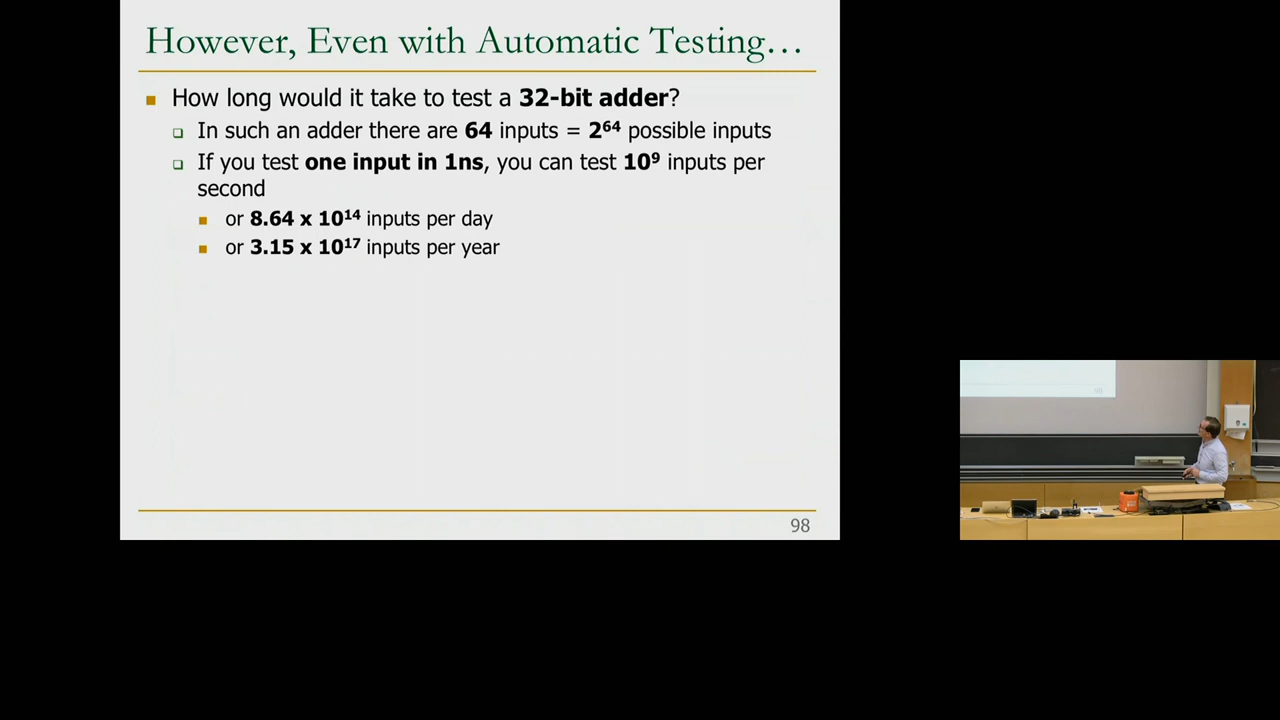 However, Even with Automatic Testing…
How long would it take to test a 32-bit adder?
In such an adder there are 64 inputs = 2⁶⁴ possible inputs
If you test one input in 1ns, you can test 10⁹ inputs per
second
or 8.64 x 10¹⁴ inputs per day
or 3.15 x 10¹⁷ inputs per year
98
98